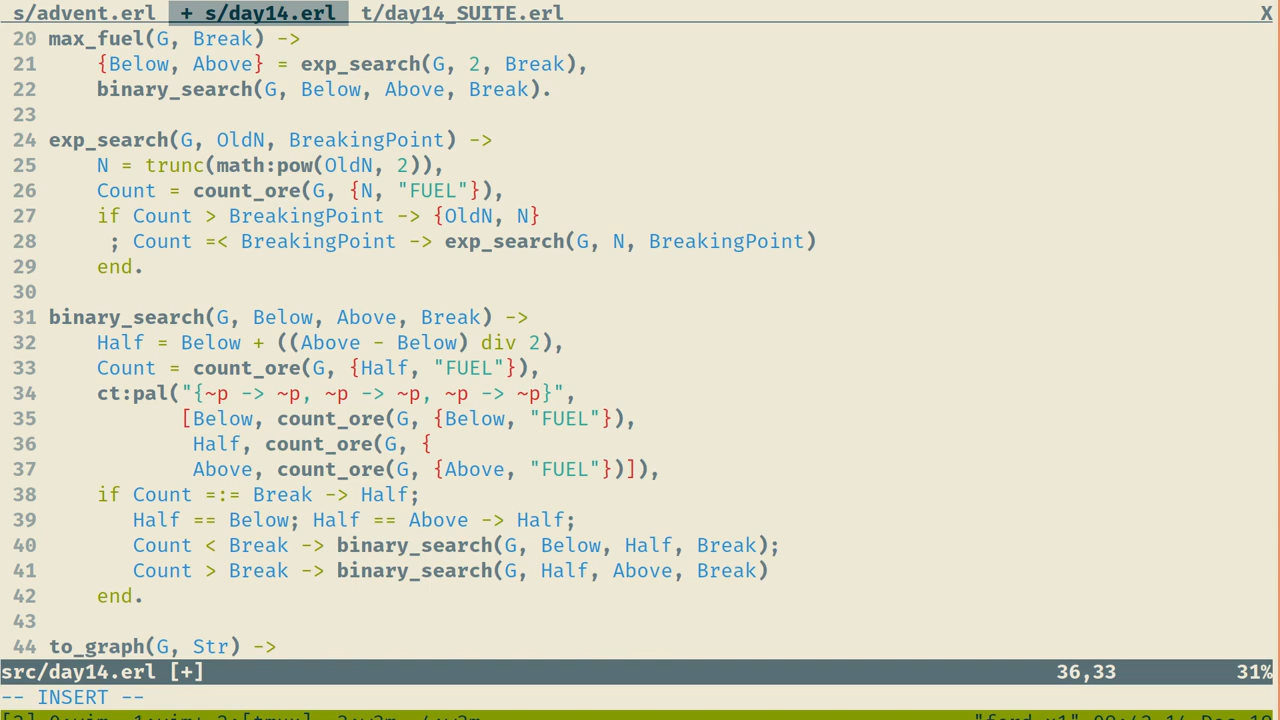 s/advent.erl  + s/day14.erl  t/day14_SUITE.erl X
20 max_fuel(G, Break) ->
21     {Below, Above} = exp_search(G, 2, Break),
22     binary_search(G, Below, Above, Break).
23
24 exp_search(G, OldN, BreakingPoint) ->
25     N = trunc(math:pow(OldN, 2)),
26     Count = count_ore(G, {N, "FUEL"}),
27     if Count > BreakingPoint -> {OldN, N}
28      ; Count =< BreakingPoint -> exp_search(G, N, BreakingPoint)
29     end.
30
31 binary_search(G, Below, Above, Break) ->
32     Half = Below + ((Above - Below) div 2),
33     Count = count_ore(G, {Half, "FUEL"}),
34     ct:pal("{~p -> ~p, ~p -> ~p, ~p -> ~p}",
35            [Below, count_ore(G, {Below, "FUEL"}),
36             Half, count_ore(G, {
37             Above, count_ore(G, {Above, "FUEL"})]),
38     if Count =:= Break -> Half;
39        Half == Below; Half == Above -> Half;
40        Count < Break -> binary_search(G, Below, Half, Break);
41        Count > Break -> binary_search(G, Half, Above, Break)
42     end.
43
44 to_graph(G, Str) ->
src/day14.erl [+] 36,33 31%
-- INSERT --